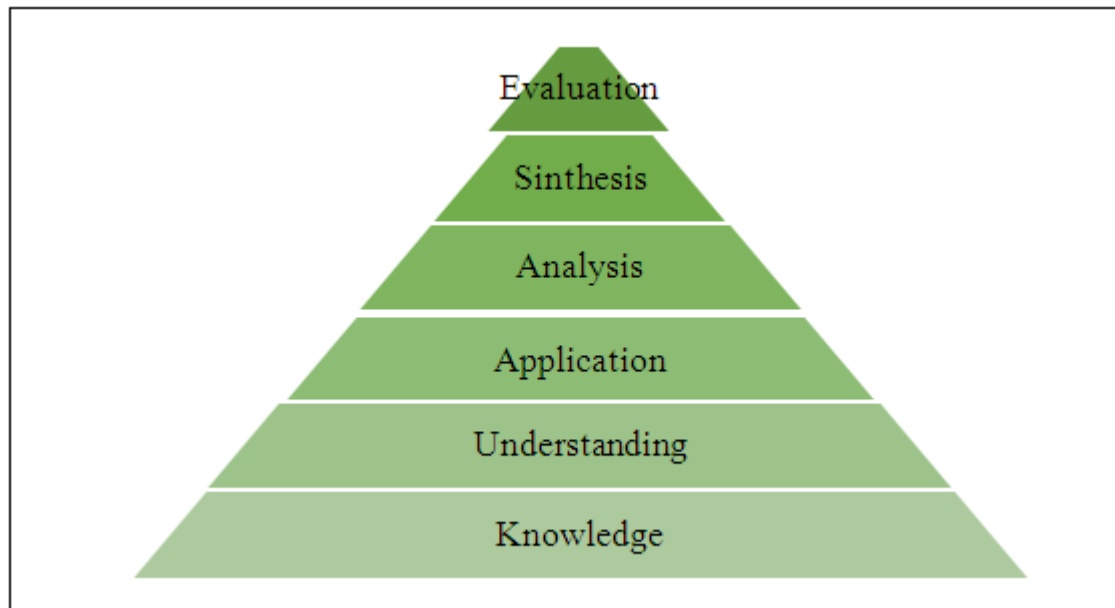 Evaluation
Sinthesis
Analysis
Application
Understanding
Knowledge